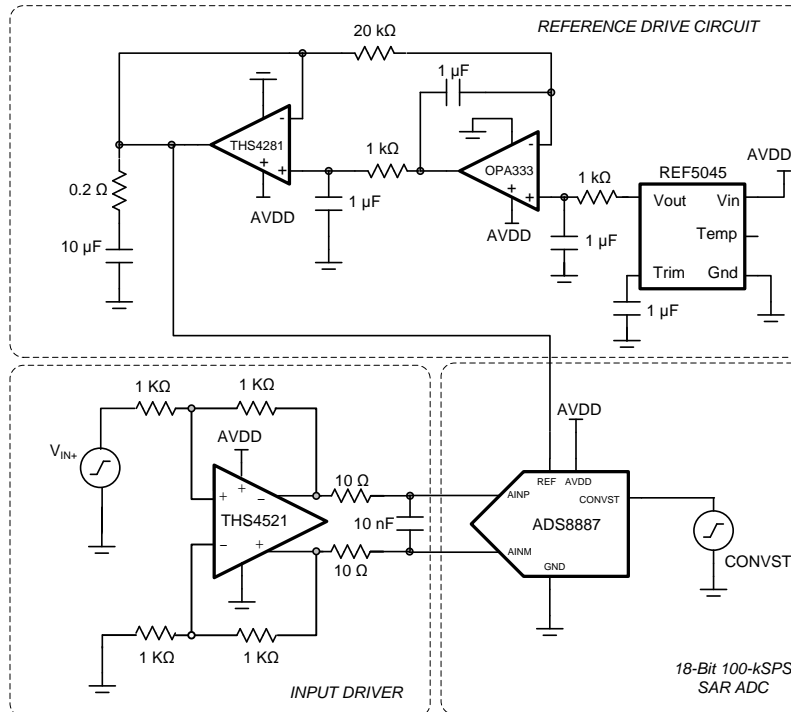 REFERENCE DRIVE CIRCUIT
20 kΩ
1 µF
-
THS4281
+
+
AVDD
1 kΩ
1 µF
-
OPA333
+
+
AVDD
1 kΩ
1 µF
REF5045
AVDD
Vout
Vin
Temp
Trim
Gnd
1 µF
0.2 Ω
10 µF
1 KΩ
1 KΩ
VIN+
AVDD
+
+
−
THS4521
−
+
10 Ω
10 nF
10 Ω
1 KΩ
1 KΩ
INPUT DRIVER
AVDD
REF
AVDD
AINP
CONVST
ADS8887
AINM
GND
CONVST
18-Bit 100-kSPS
SAR ADC